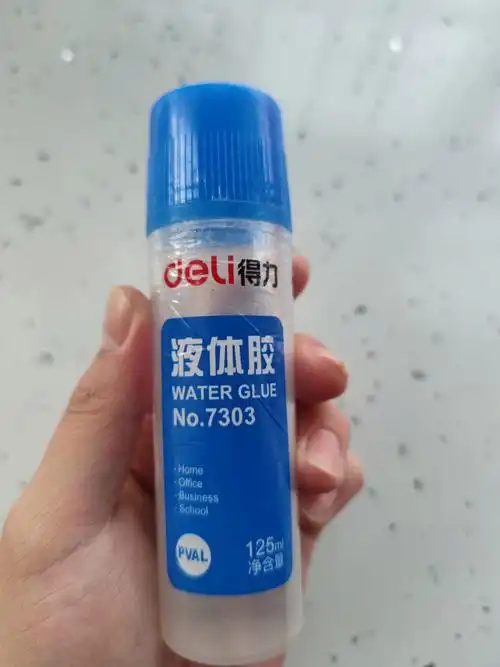 deli得力
液体胶
WATER GLUE
No.7303
· Home
· Office
· Business
· School
PVAL
125ml
净含量